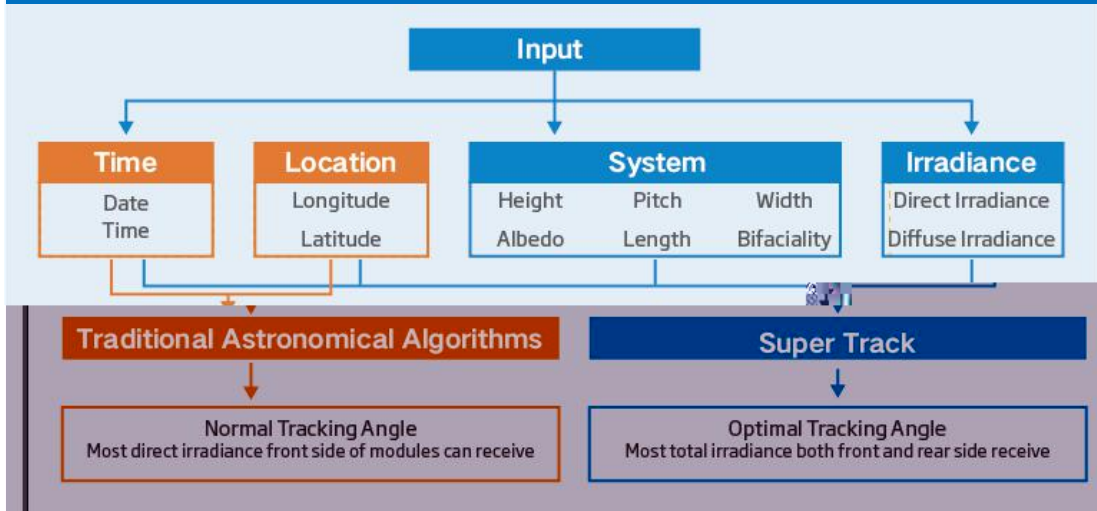 Input
Time
Location
System
Irradiance
Date
Time
Longitude
Latitude
Height Pitch Width
Albedo Length Bifaciality
Direct Irradiance
Diffuse Irradiance
Traditional Astronomical Algorithms
Super Track
Normal Tracking Angle
Most direct irradiance front side of modules can receive
Optimal Tracking Angle
Most total irradiance both front and rear side receive